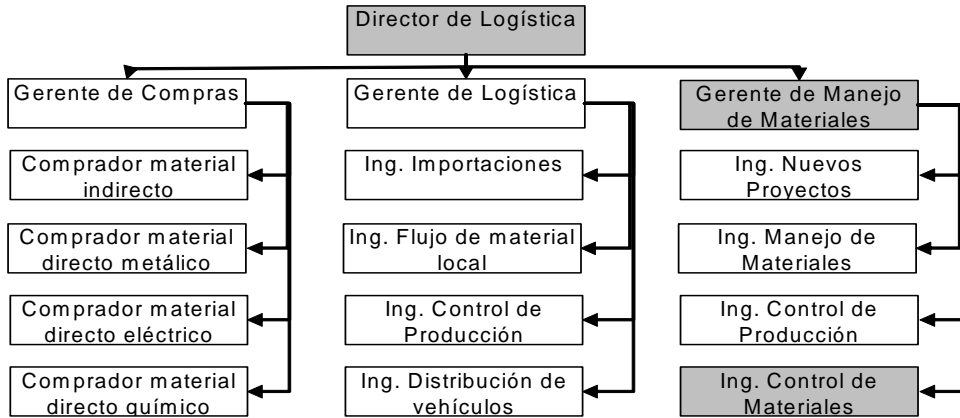 Director de Logística
Gerente de Compras
Gerente de Logística
Gerente de Manejo
de Materiales
Comprador material
indirecto
Ing. Importaciones
Ing. Nuevos
Proyectos
Comprador material
directo metálico
Ing. Flujo de material
local
Ing. Manejo de
Materiales
Comprador material
directo eléctrico
Ing. Control de
Producción
Ing. Control de
Producción
Comprador material
directo químico
Ing. Distribución de
vehículos
Ing. Control de
Materiales